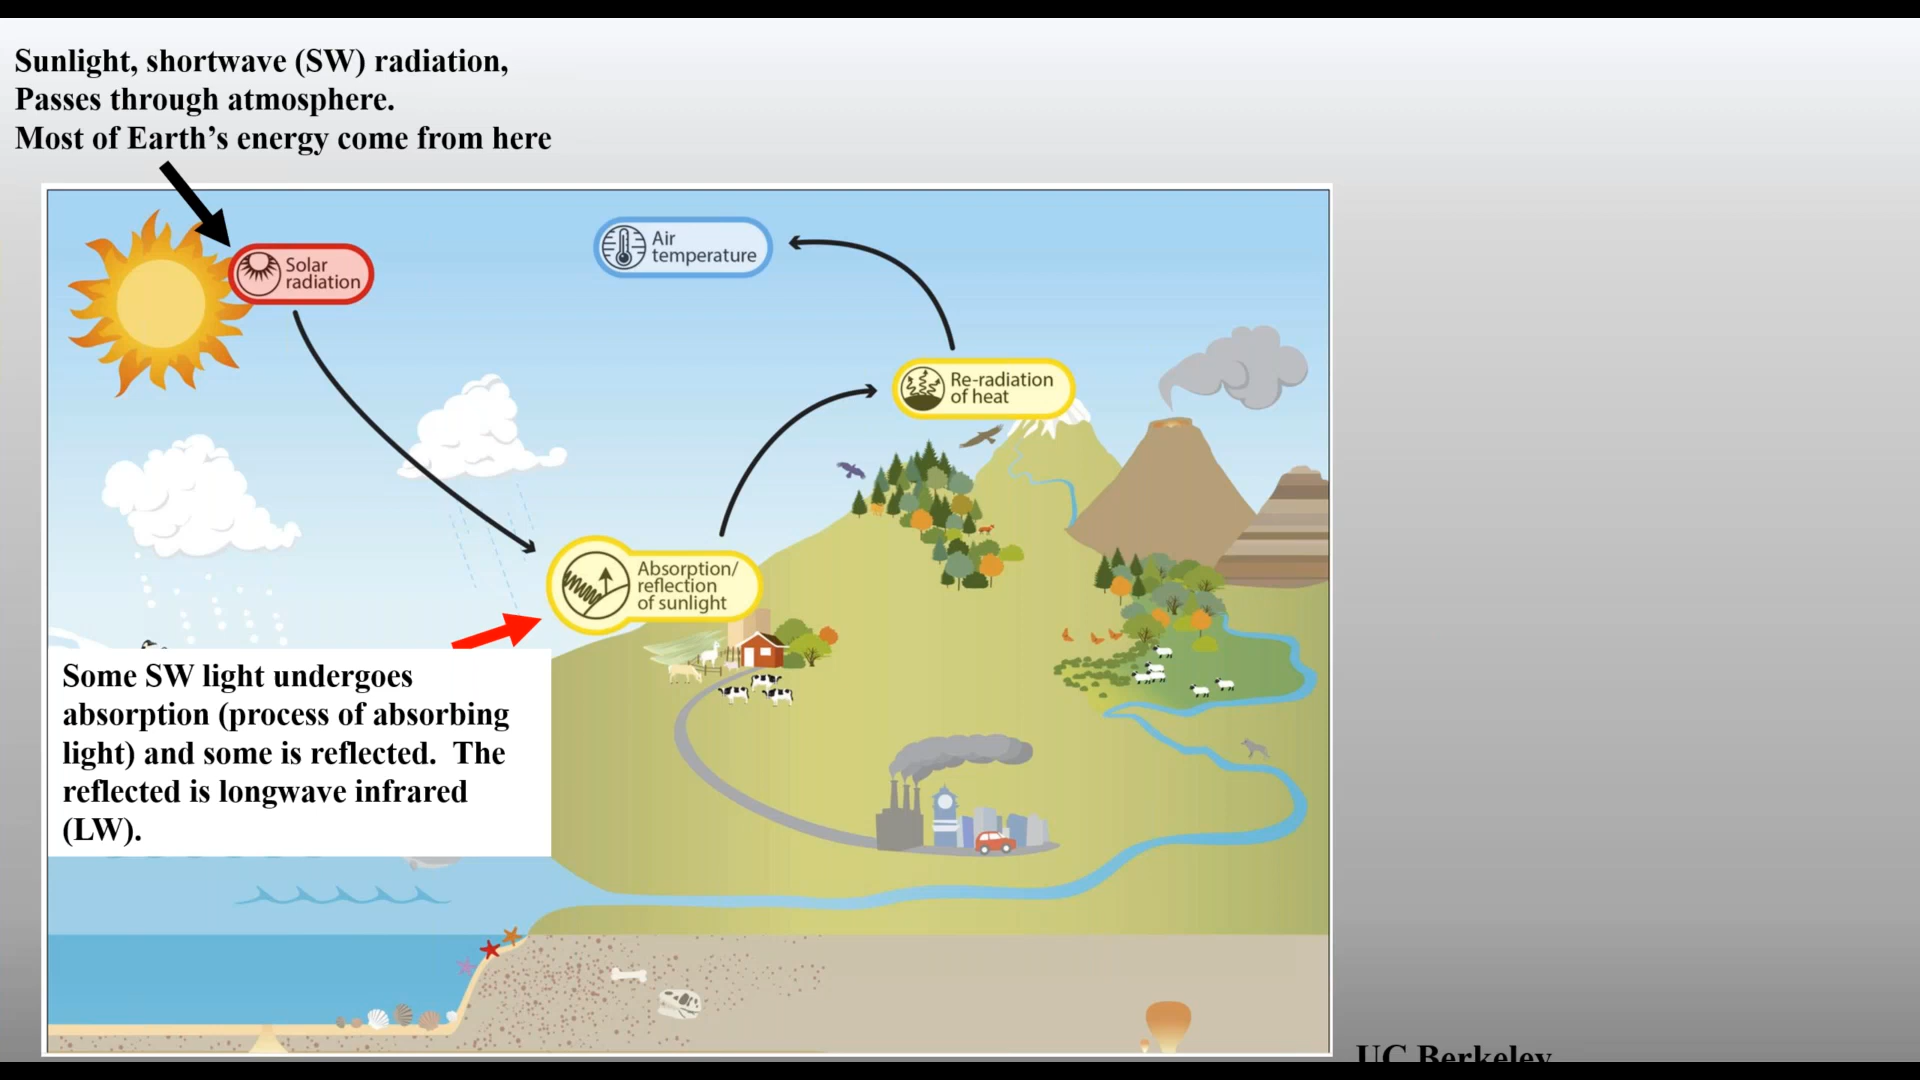 Sunlight, shortwave (SW) radiation,
Passes through atmosphere.
Most of Earth’s energy come from here
Solar
radiation
Air
temperature
Re-radiation
of heat
Absorption/
reflection
of sunlight
Some SW light undergoes
absorption (process of absorbing
light) and some is reflected.  The
reflected is longwave infrared
(LW).
UC Berkeley